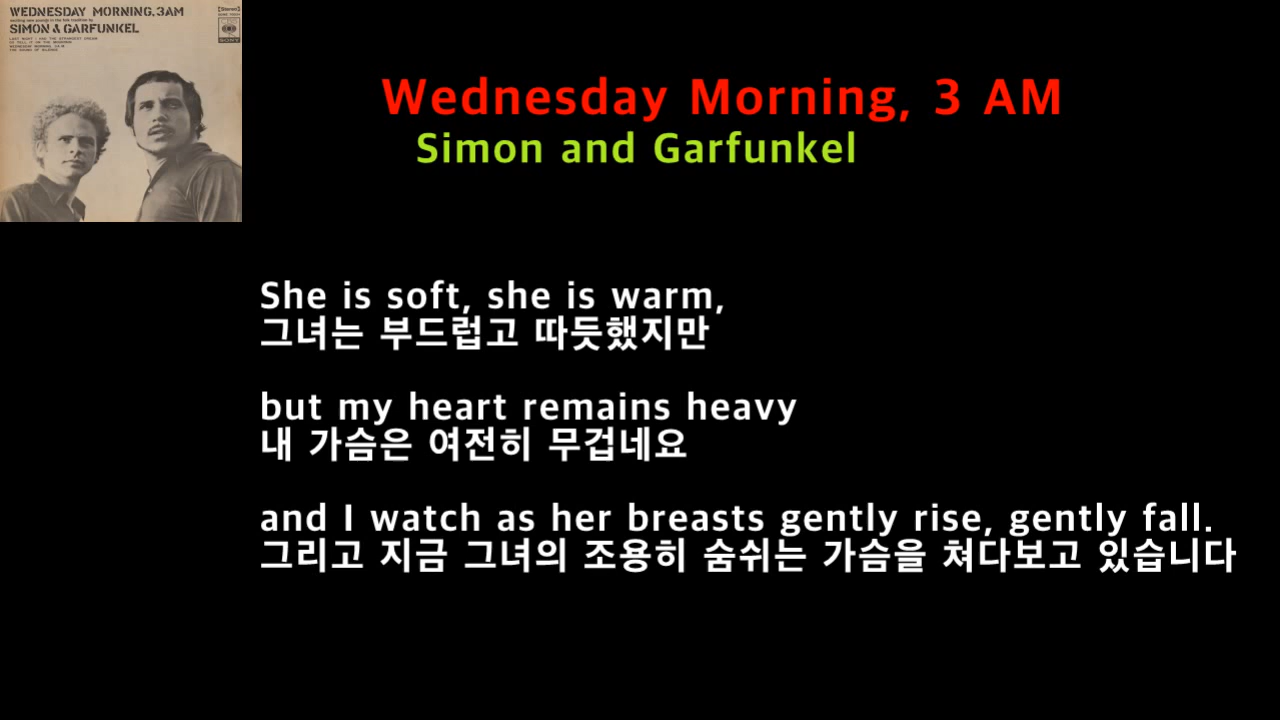 WEDNESDAY MORNING, 3AM
SIMON & GARFUNKEL
Wednesday Morning, 3 AM
Simon and Garfunkel
She is soft, she is warm,
그녀는 부드럽고 따듯했지만
but my heart remains heavy
내 가슴은 여전히 무겁네요
and I watch as her breasts gently rise, gently fall.
그리고 지금 그녀의 조용히 숨쉬는 가슴을 쳐다보고 있습니다